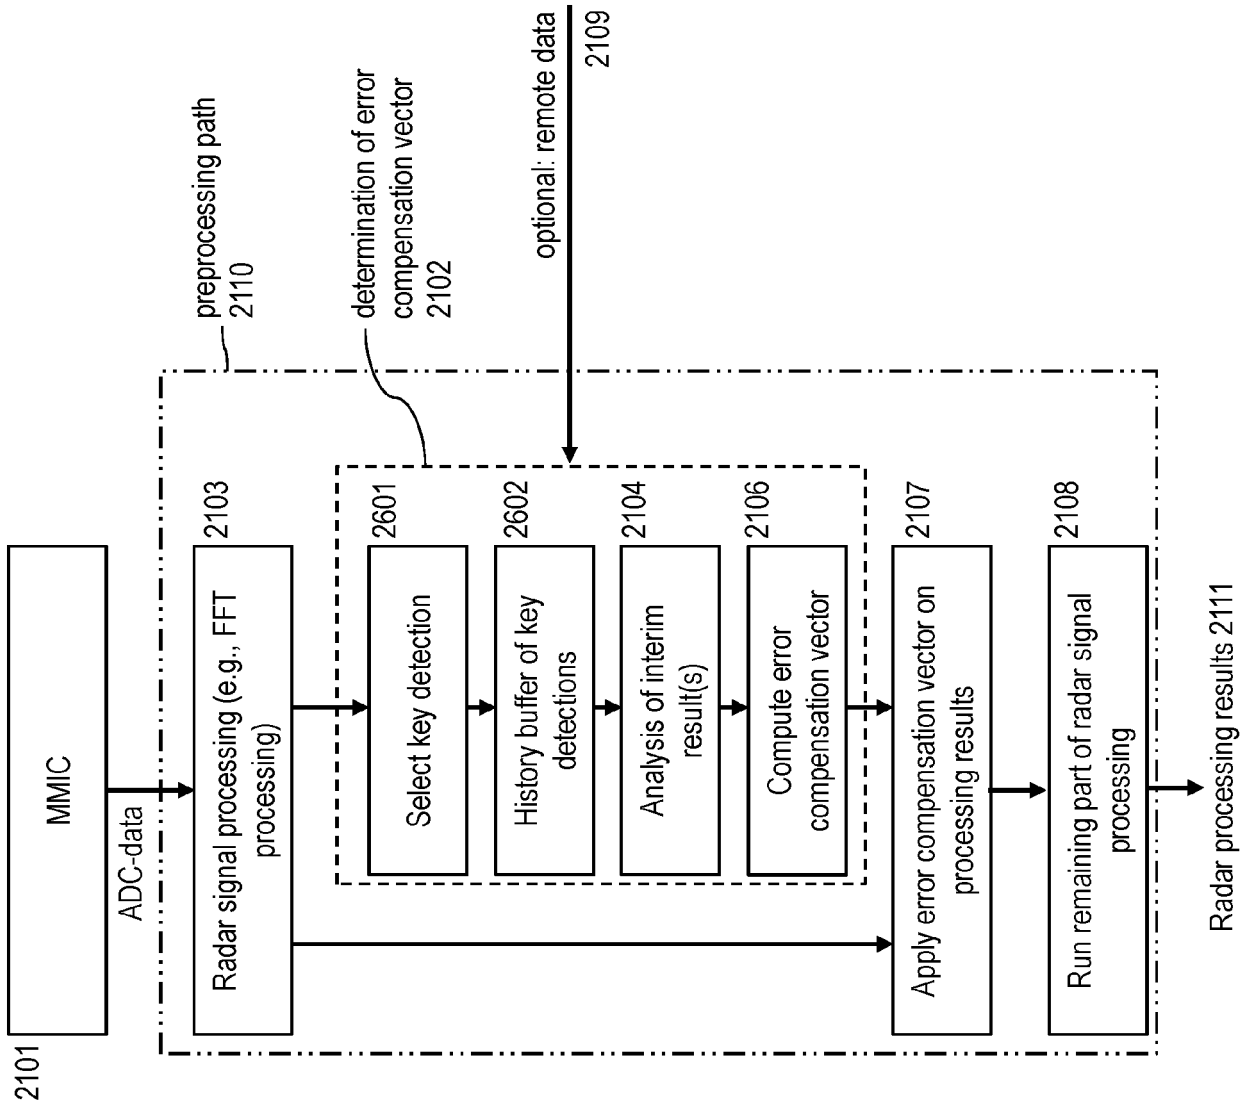 MMIC
2101
ADC-data
preprocessing path
2110
Radar signal processing (e.g., FFT
processing)
2103
determination of error
compensation vector
2102
optional: remote data
2109
Select key detection
2601
History buffer of key
detections
2602
Analysis of interim
result(s)
2104
Compute error
compensation vector
2106
Apply error compensation vector on
processing results
2107
Run remaining part of radar signal
processing
2108
Radar processing results 2111